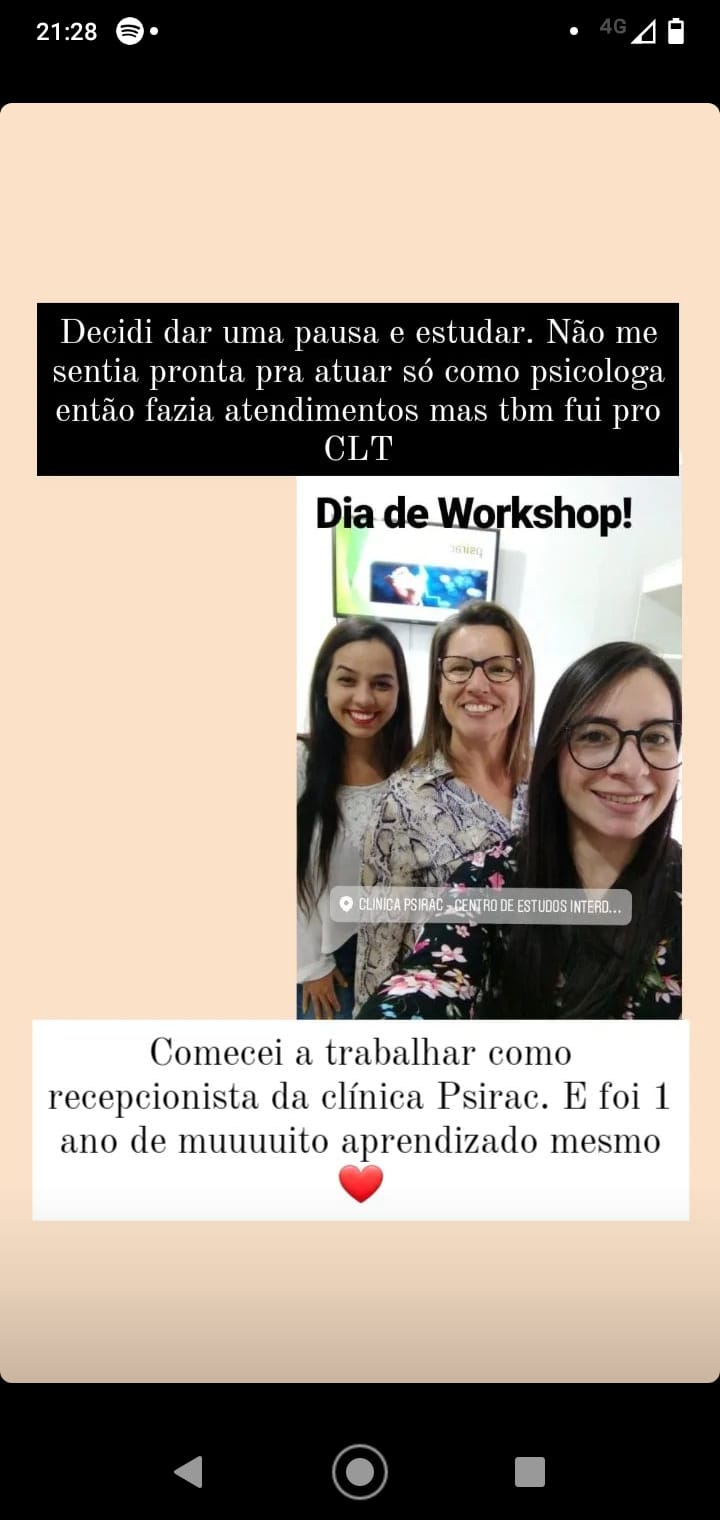 21:28
4G
Decidi dar uma pausa e estudar. Não me
sentia pronta pra atuar só como psicologa
então fazia atendimentos mas tbm fui pro
CLT
Dia de Workshop!
psirac
CLINICA PSIRAC - CENTRO DE ESTUDOS INTERD...
Comecei a trabalhar como
recepcionista da clínica Psirac. E foi 1
ano de muuuuito aprendizado mesmo
❤️